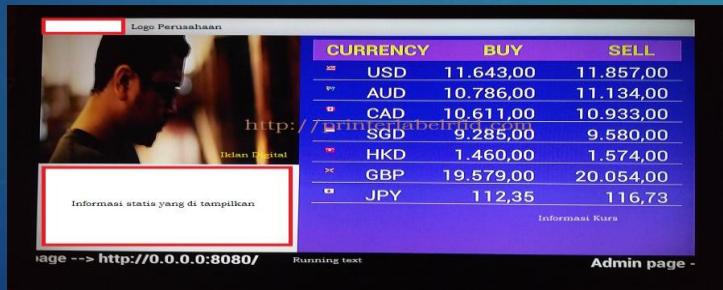 Logo Perusahaan
CURRENCY BUY SELL
USD 11.643,00 11.857,00
AUD 10.786,00 11.134,00
CAD 10.611,00 10.933,00
http://printerlabelrfid.com
SGD 9.285,00 9.580,00
Iklan Digital
HKD 1.460,00 1.574,00
GBP 19.579,00 20.054,00
JPY 112,35 116,73
Informasi statis yang di tampilkan
Informasi Kurs
page --> http://0.0.0.0:8080/
Running text
Admin page -